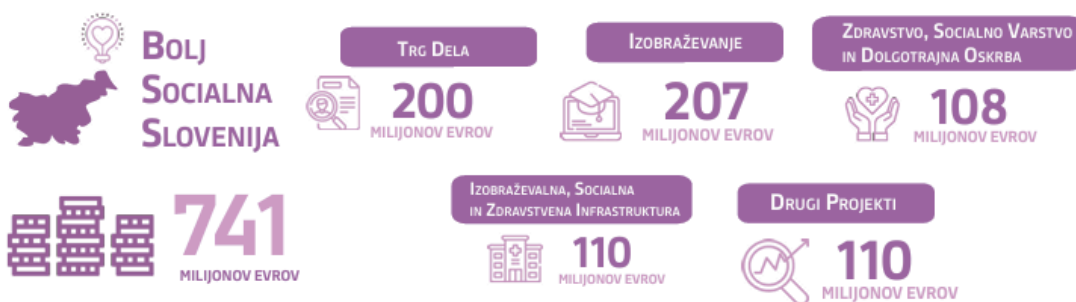 Bolj
Socialna
Slovenija
741
milijonov evrov
Trg Dela
200
milijonov evrov
Izobraževanje
207
milijonov evrov
Zdravstvo, Socialno Varstvo
in Dolgotrajna Oskrba
108
milijonov evrov
Izobraževalna, Socialna
in Zdravstvena Infrastruktura
110
milijonov evrov
Drugi Projekti
110
milijonov evrov